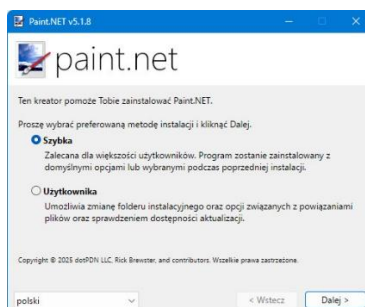 Paint.NET v5.1.8
paint.net
Ten kreator pomoże Tobie zainstalować Paint.NET.
Proszę wybrać preferowaną metodę instalacji i kliknąć Dalej.
Szybka
Zalecana dla większości użytkowników. Program zostanie zainstalowany z
domyślnymi opcjami lub wybranymi podczas poprzedniej instalacji.
Użytkownika
Umożliwia zmianę folderu instalacyjnego oraz opcji związanych z powiązaniami
plików oraz sprawdzeniem dostępności aktualizacji.
Copyright © 2025 dotPDN LLC, Rick Brewster, and contributors. Wszelkie prawa zastrzeżone.
polski
< Wstecz
Dalej >